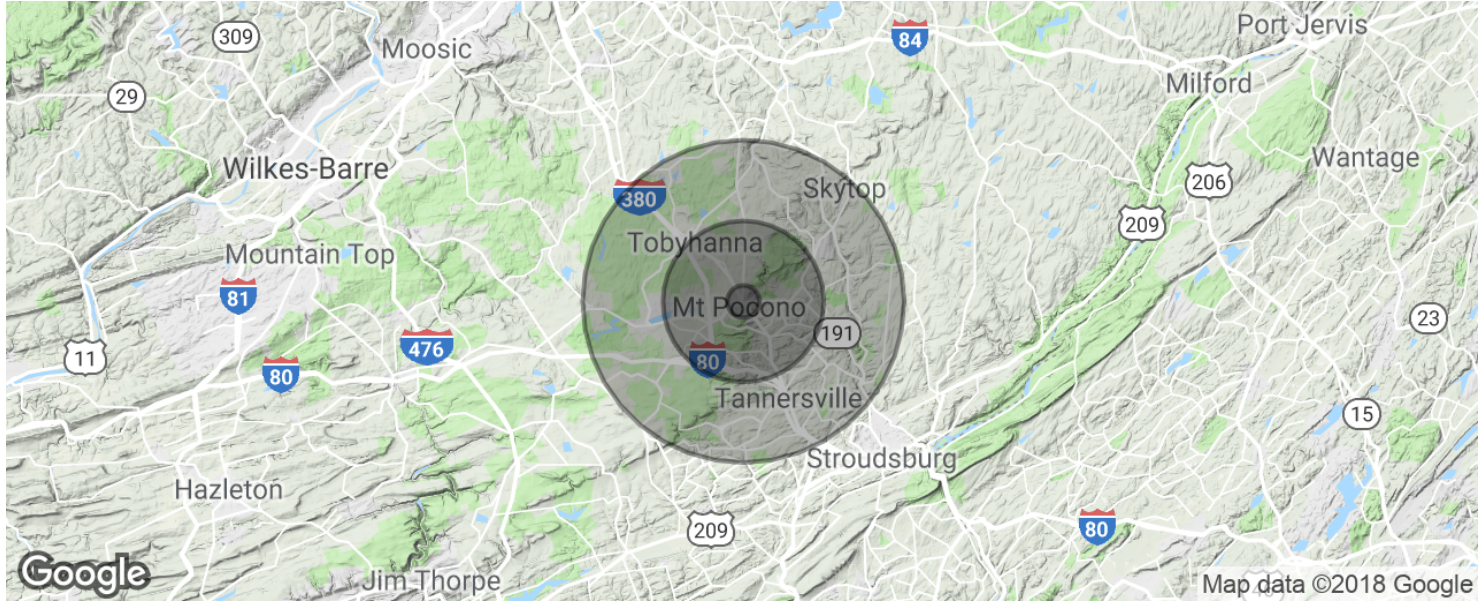 309
Moosic
84
Port Jervis
Milford
29
Wilkes-Barre
Wantage
380
Skytop
206
209
Tobyhanna
Mountain Top
81
Mt Pocono
191
23
11
476
80
80
Tannersville
15
Stroudsburg
Hazleton
209
80
Jim Thorpe
Google
Map data ©2018 Google